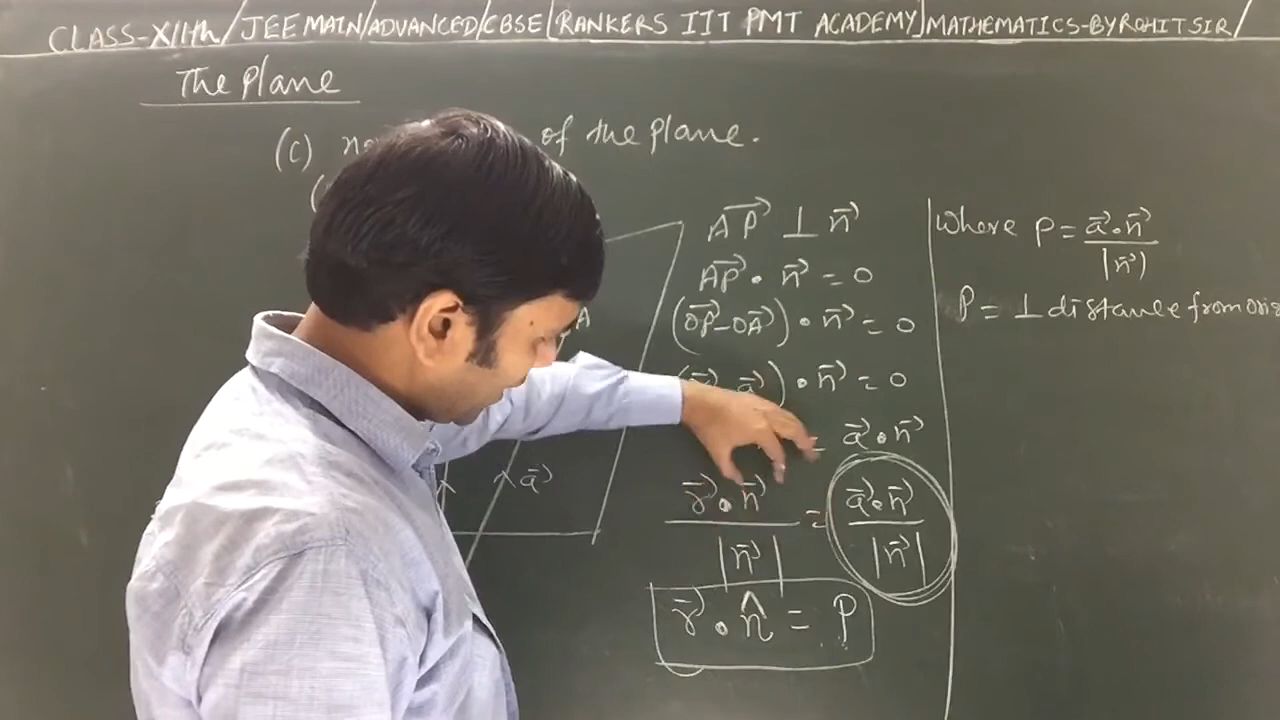 CLASS-XIIth/JEE MAIN/ADVANCED/CBSE[RANKERS IIT PMT ACADEMY]MATHEMATICS-BY ROHIT SIR/
The Plane
(c) of the plane.
A
λ λa⃗
AP⃗ ⊥ n⃗
AP⃗ • n⃗ = 0
(OP⃗-OA⃗) • n⃗ = 0
a⃗) • n⃗ = 0
= a⃗•n⃗
r⃗•n⃗ / |n⃗| = a⃗•n⃗ / |n⃗|
r⃗ • n̂ = P
Where P = a⃗•n⃗ / |n⃗|
P = ⊥ distance from